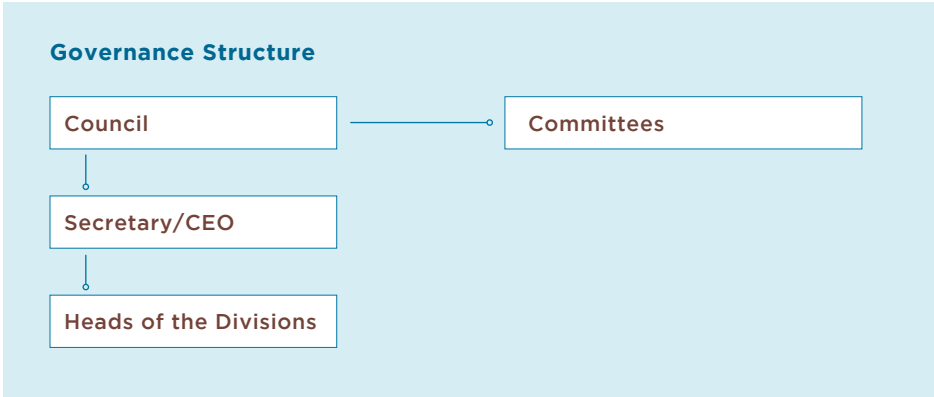 Governance Structure
Council
Committees
Secretary/CEO
Heads of the Divisions